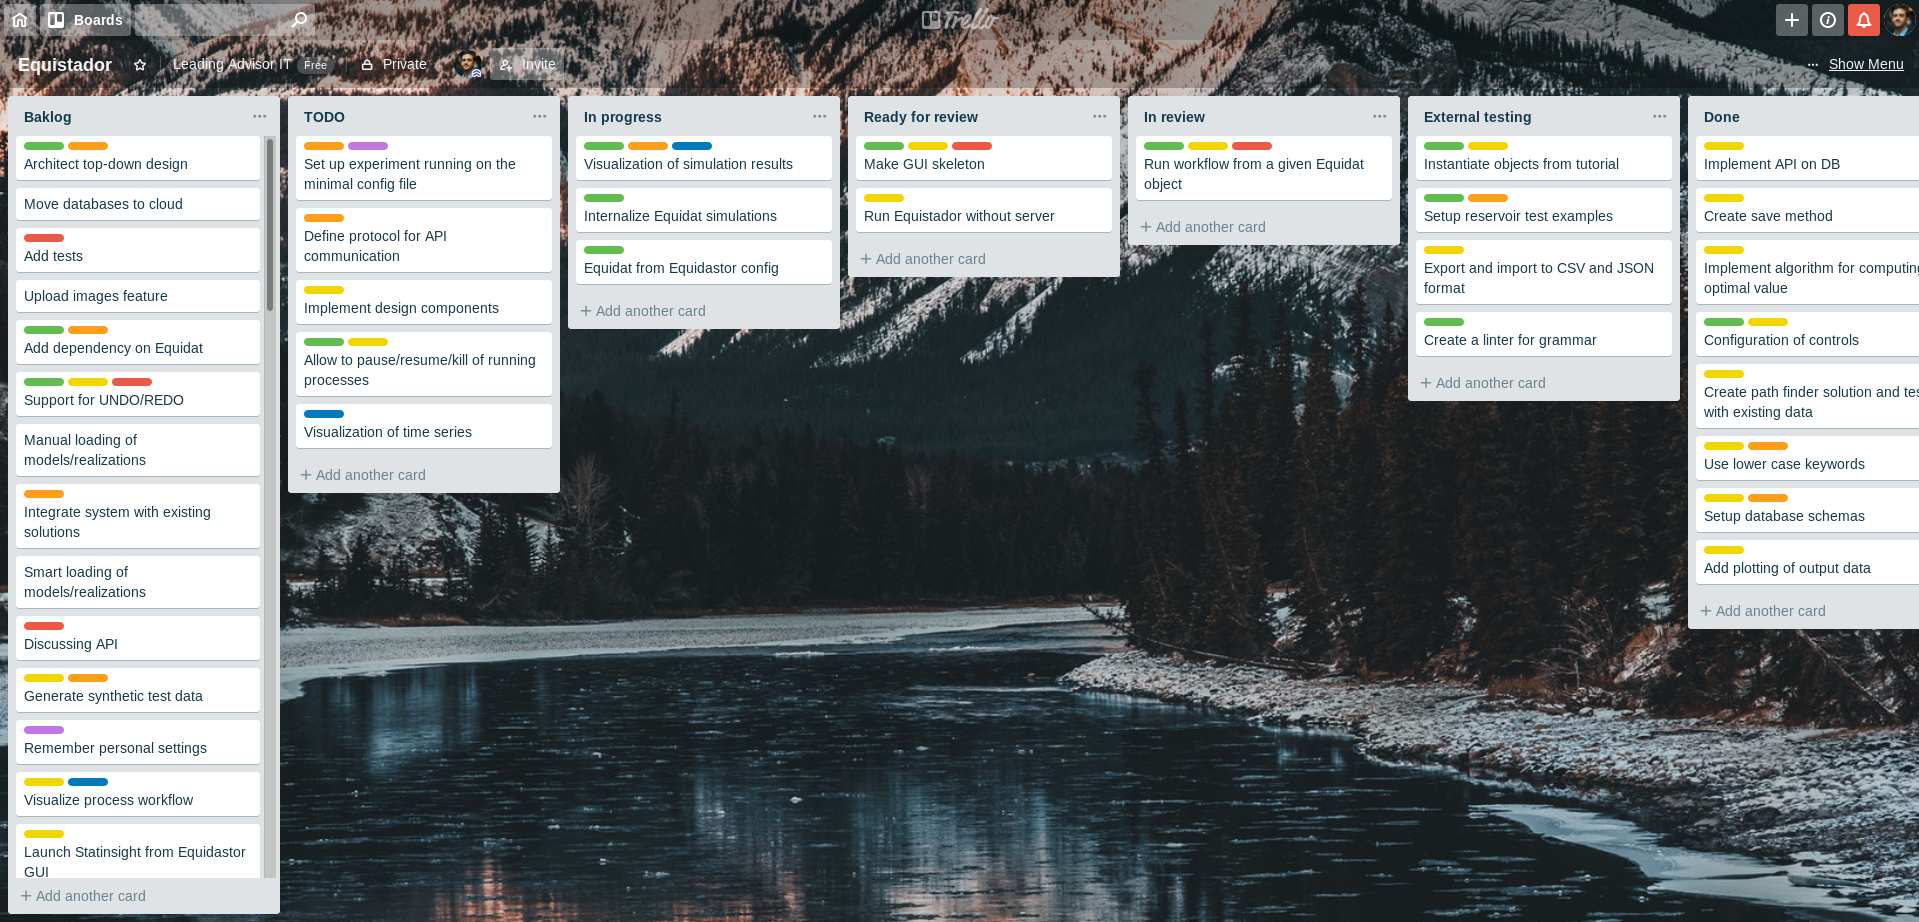 Boards
Trello
Equistador
Leading Advisor IT
Free
Private
Invite
Show Menu
Baklog
Architect top-down design
Move databases to cloud
Add tests
Upload images feature
Add dependency on Equidat
Support for UNDO/REDO
Manual loading of
models/realizations
Integrate system with existing
solutions
Smart loading of
models/realizations
Discussing API
Generate synthetic test data
Remember personal settings
Visualize process workflow
Launch Statinsight from Equidastor
GUI
Add another card
TODO
Set up experiment running on the
minimal config file
Define protocol for API
communication
Implement design components
Allow to pause/resume/kill of running
processes
Visualization of time series
Add another card
In progress
Visualization of simulation results
Internalize Equidat simulations
Equidat from Equidastor config
Add another card
Ready for review
Make GUI skeleton
Run Equistador without server
Add another card
In review
Run workflow from a given Equidat
object
Add another card
External testing
Instantiate objects from tutorial
Setup reservoir test examples
Export and import to CSV and JSON
format
Create a linter for grammar
Add another card
Done
Implement API on DB
Create save method
Implement algorithm for computing
optimal value
Configuration of controls
Create path finder solution and tes
with existing data
Use lower case keywords
Setup database schemas
Add plotting of output data
Add another card